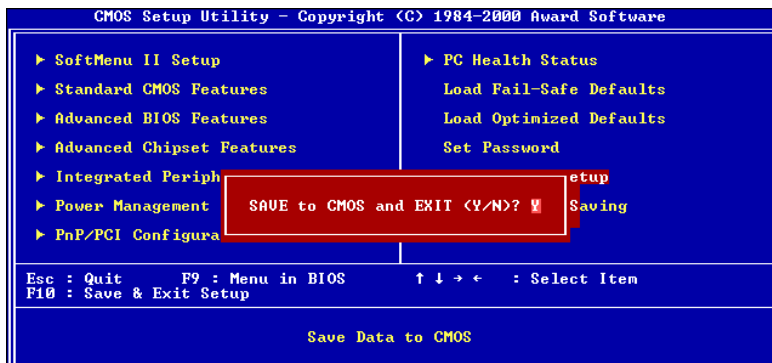 CMOS Setup Utility - Copyright (C) 1984-2000 Award Software
SoftMenu II Setup
Standard CMOS Features
Advanced BIOS Features
Advanced Chipset Features
Integrated Periph
Power Management
PnP/PCI Configura
PC Health Status
Load Fail-Safe Defaults
Load Optimized Defaults
Set Password
etup
Saving
SAVE to CMOS and EXIT (Y/N)? Y
Esc : Quit F9 : Menu in BIOS ↑ ↓ → ← : Select Item
F10 : Save & Exit Setup
Save Data to CMOS